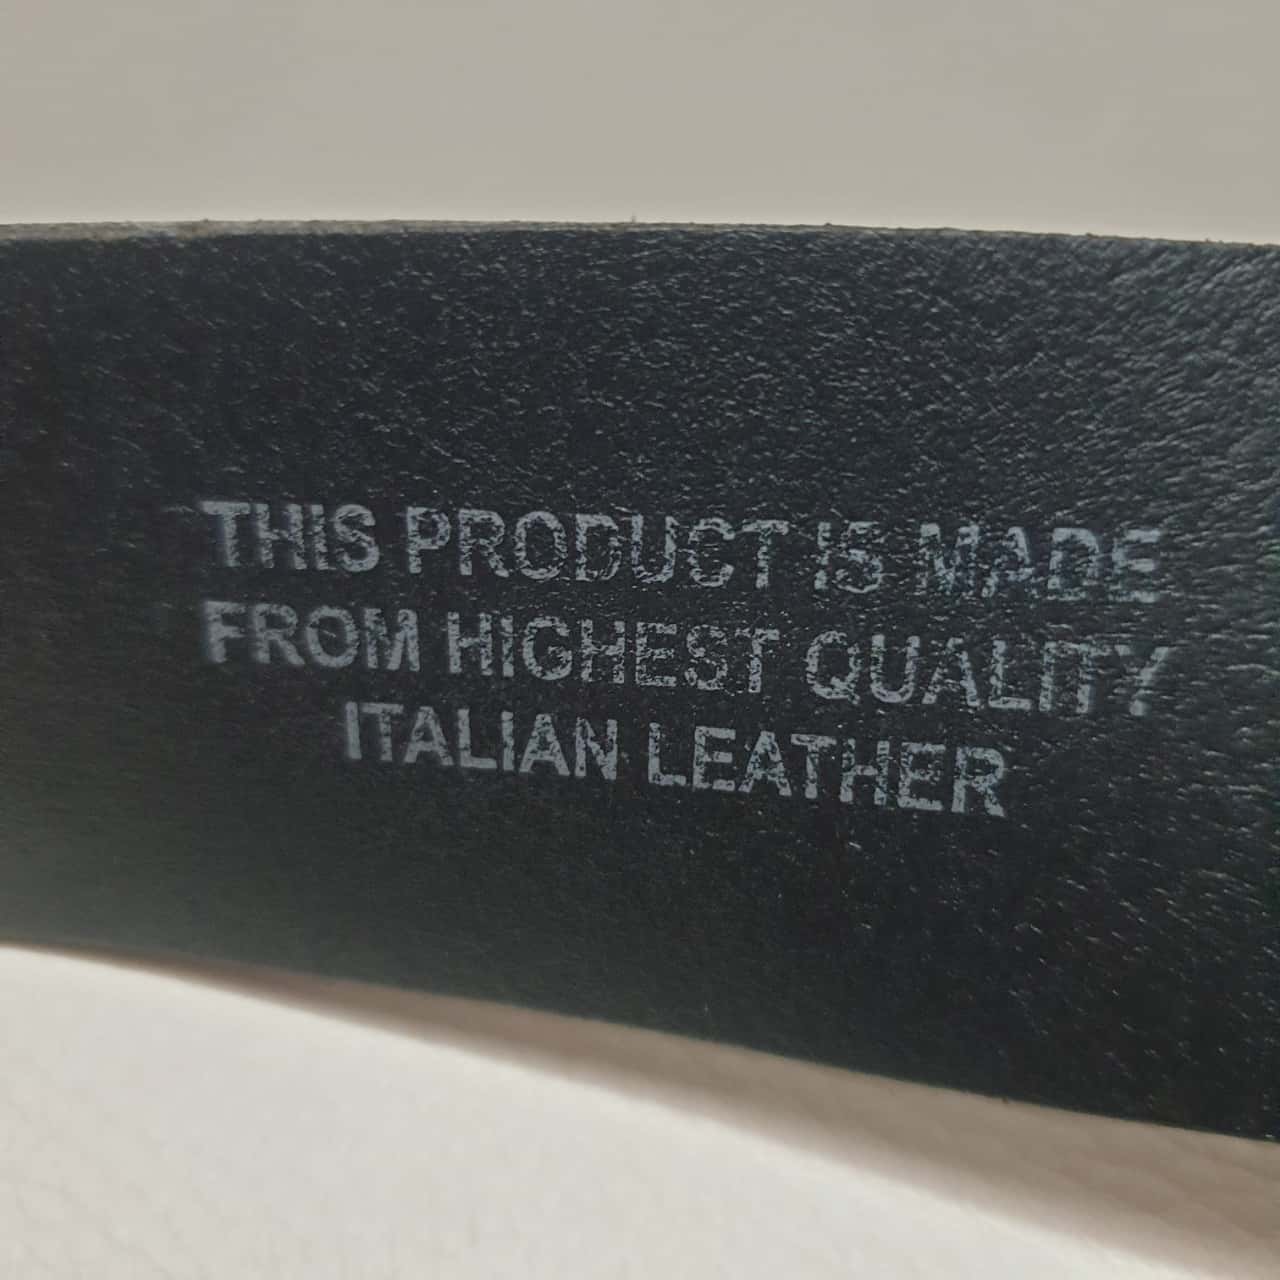 THIS PRODUCT IS MADE
FROM HIGHEST QUALITY
ITALIAN LEATHER